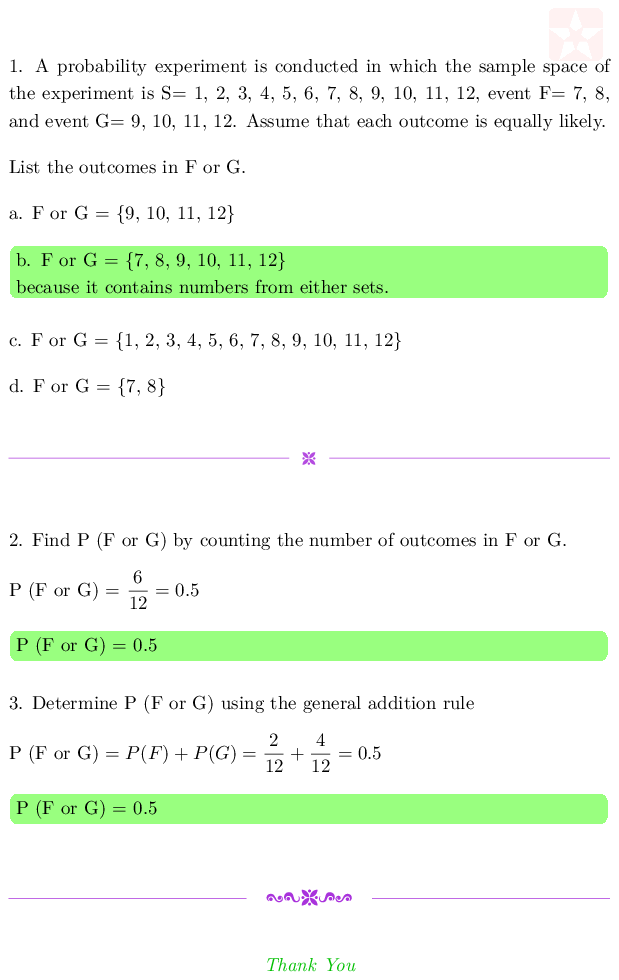 1. A probability experiment is conducted in which the sample space of
the experiment is S= 1, 2, 3, 4, 5, 6, 7, 8, 9, 10, 11, 12, event F= 7, 8,
and event G= 9, 10, 11, 12. Assume that each outcome is equally likely.
List the outcomes in F or G.
a. F or G = {9, 10, 11, 12}
b. F or G = {7, 8, 9, 10, 11, 12}
because it contains numbers from either sets.
c. F or G = {1, 2, 3, 4, 5, 6, 7, 8, 9, 10, 11, 12}
d. F or G = {7, 8}
2. Find P (F or G) by counting the number of outcomes in F or G.
P (F or G) = 6/12 = 0.5
P (F or G) = 0.5
3. Determine P (F or G) using the general addition rule
P (F or G) = P(F) + P(G) = 2/12 + 4/12 = 0.5
P (F or G) = 0.5
Thank You